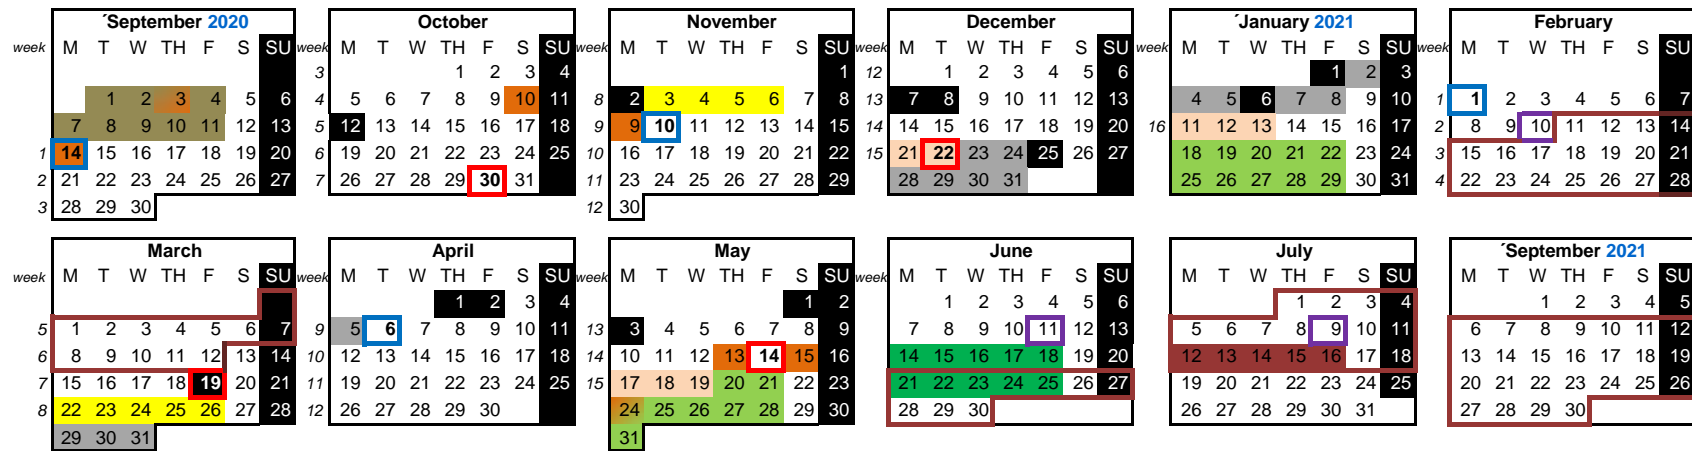 ´September 2020
week M T W TH F S SU
1 2 3 4 5 6
7 8 9 10 11 12 13
1 14 15 16 17 18 19 20
2 21 22 23 24 25 26 27
3 28 29 30
October
week M T W TH F S SU
3 1 2 3 4
4 5 6 7 8 9 10 11
5 12 13 14 15 16 17 18
6 19 20 21 22 23 24 25
7 26 27 28 29 30 31
November
week M T W TH F S SU
1
8 2 3 4 5 6 7 8
9 9 10 11 12 13 14 15
10 16 17 18 19 20 21 22
11 23 24 25 26 27 28 29
12 30
December
week M T W TH F S SU
12 1 2 3 4 5 6
13 7 8 9 10 11 12 13
14 14 15 16 17 18 19 20
15 21 22 23 24 25 26 27
28 29 30 31
´January 2021
week M T W TH F S SU
1 2 3
4 5 6 7 8 9 10
16 11 12 13 14 15 16 17
18 19 20 21 22 23 24
25 26 27 28 29 30 31
February
week M T W TH F S SU
1 1 2 3 4 5 6 7
2 8 9 10 11 12 13 14
3 15 16 17 18 19 20 21
4 22 23 24 25 26 27 28
March
week M T W TH F S SU
5 1 2 3 4 5 6 7
6 8 9 10 11 12 13 14
7 15 16 17 18 19 20 21
8 22 23 24 25 26 27 28
29 30 31
April
week M T W TH F S SU
1 2 3 4
9 5 6 7 8 9 10 11
10 12 13 14 15 16 17 18
11 19 20 21 22 23 24 25
12 26 27 28 29 30
May
week M T W TH F S SU
1 2
13 3 4 5 6 7 8 9
14 10 11 12 13 14 15 16
15 17 18 19 20 21 22 23
24 25 26 27 28 29 30
31
June
week M T W TH F S SU
1 2 3 4 5 6
7 8 9 10 11 12 13
14 15 16 17 18 19 20
21 22 23 24 25 26 27
28 29 30
July
M T W TH F S SU
1 2 3 4
5 6 7 8 9 10 11
12 13 14 15 16 17 18
19 20 21 22 23 24 25
26 27 28 29 30 31
´September 2021
M T W TH F S SU
1 2 3 4 5
6 7 8 9 10 11 12
13 14 15 16 17 18 19
20 21 22 23 24 25 26
27 28 29 30